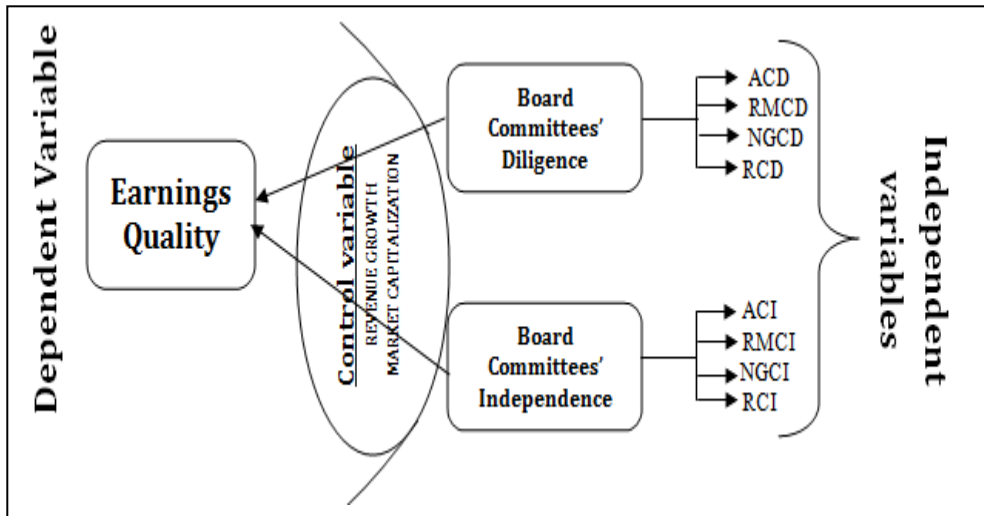 Dependent Variable
Earnings
Quality
Control variable
REVENUE GROWTH
MARKET CAPITALIZATION
Board
Committees’
Diligence
ACD
RMCD
NGCD
RCD
Board
Committees’
Independence
ACI
RMCI
NGCI
RCI
Independent
variables